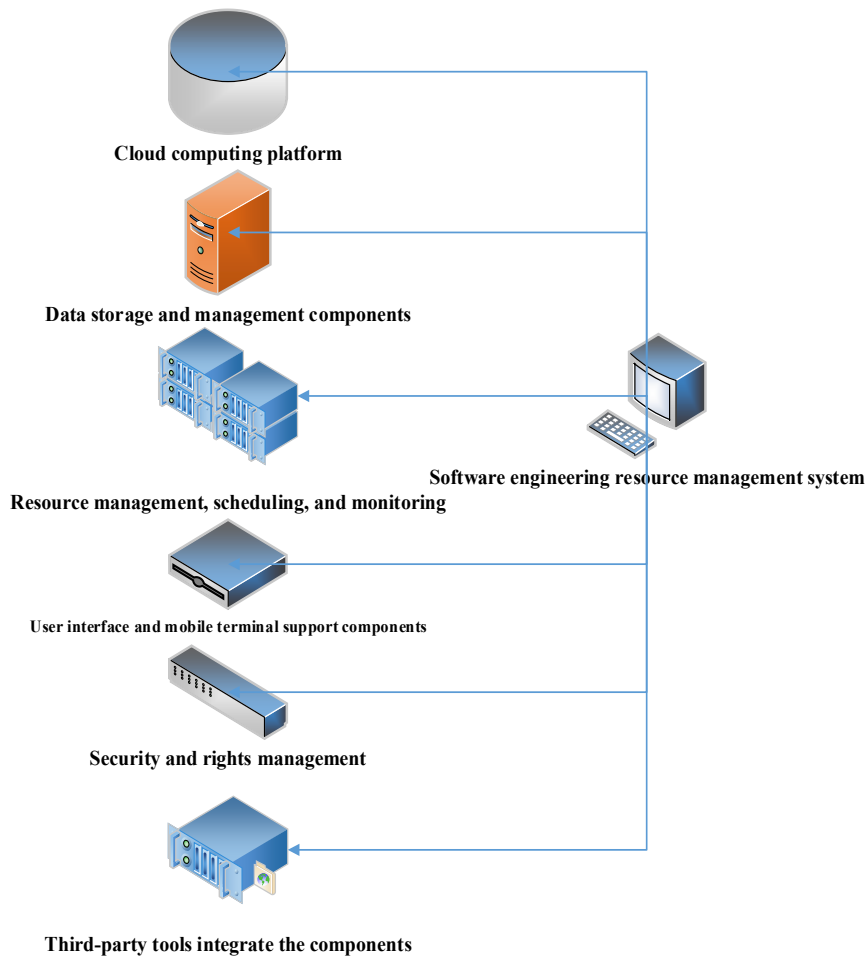 Cloud computing platform
Data storage and management components
Software engineering resource management system
Resource management, scheduling, and monitoring
User interface and mobile terminal support components
Security and rights management
Third-party tools integrate the components